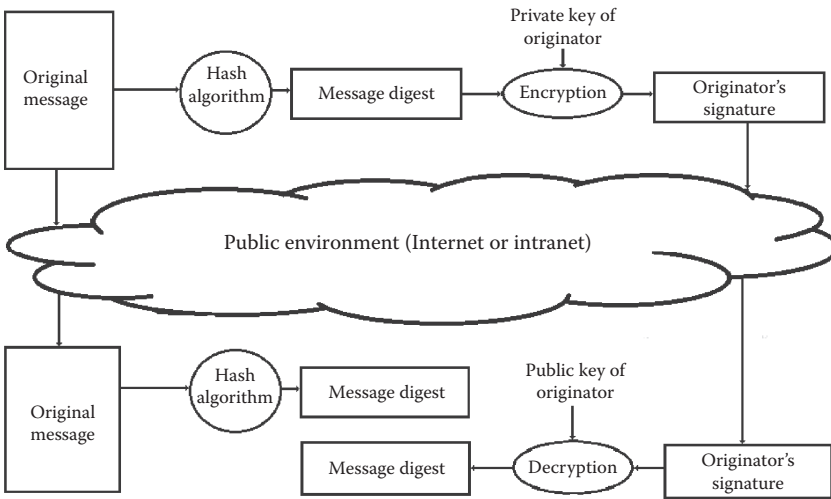 Private key of
originator
Original
message
Hash
algorithm
Message digest
Encryption
Originator's
signature
Public environment (Internet or intranet)
Original
message
Hash
algorithm
Message digest
Public key of
originator
Message digest
Decryption
Originator's
signature